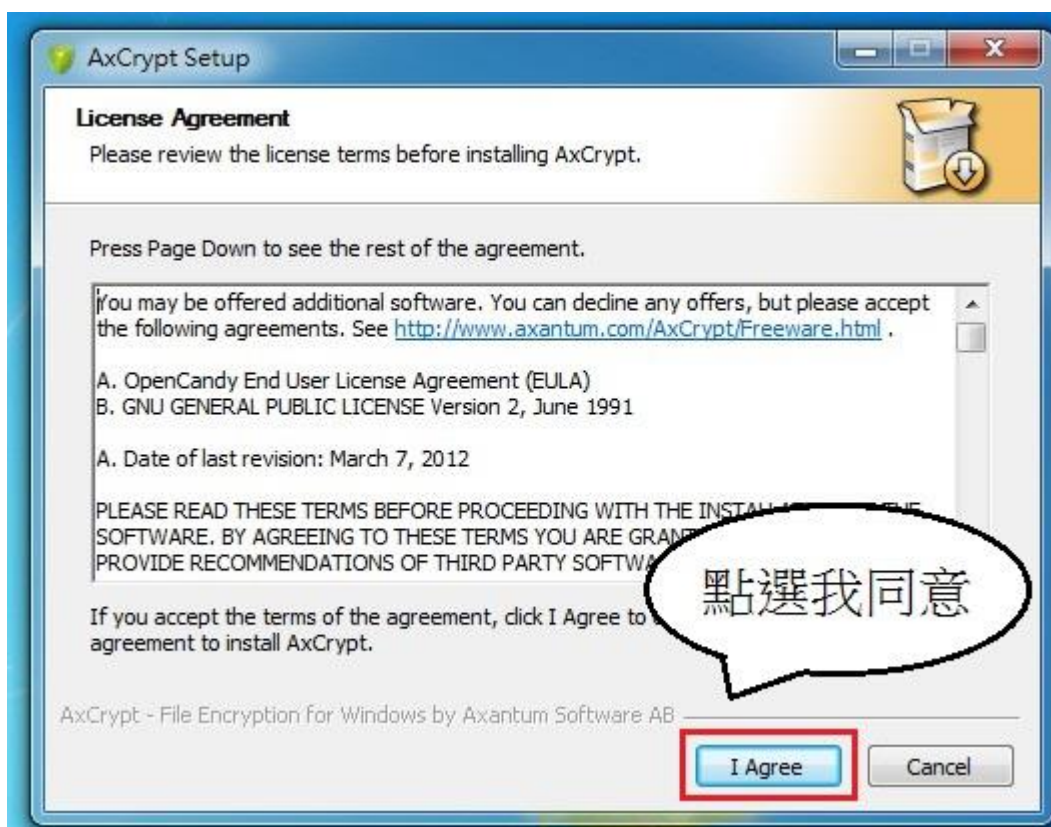 AxCrypt Setup
License Agreement
Please review the license terms before installing AxCrypt.
Press Page Down to see the rest of the agreement.
You may be offered additional software. You can decline any offers, but please accept
the following agreements. See http://www.axantum.com/AxCrypt/Freeware.html .
A. OpenCandy End User License Agreement (EULA)
B. GNU GENERAL PUBLIC LICENSE Version 2, June 1991
A. Date of last revision: March 7, 2012
PLEASE READ THESE TERMS BEFORE PROCEEDING WITH THE
SOFTWARE. BY AGREEING TO THESE TERMS YOU ARE
PROVIDE RECOMMENDATIONS OF THIRD PARTY
點選我同意
If you accept the terms of the agreement, click I Agree to
agreement to install AxCrypt.
AxCrypt - File Encryption for Windows by Axantum Software AB
I Agree
Cancel